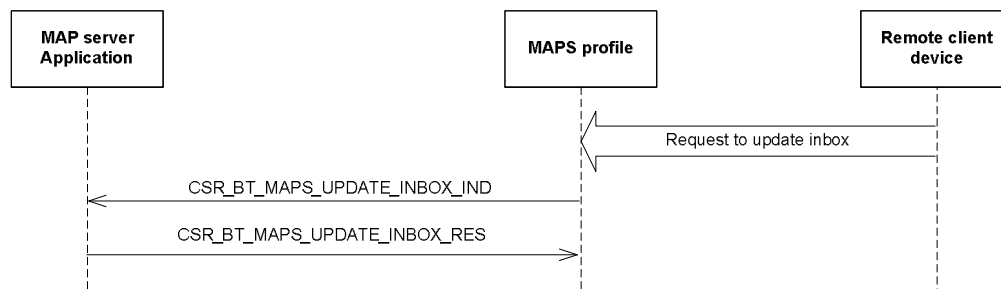 MAP server
Application
MAPS profile
Remote client
device
Request to update inbox
CSR_BT_MAPS_UPDATE_INBOX_IND
CSR_BT_MAPS_UPDATE_INBOX_RES